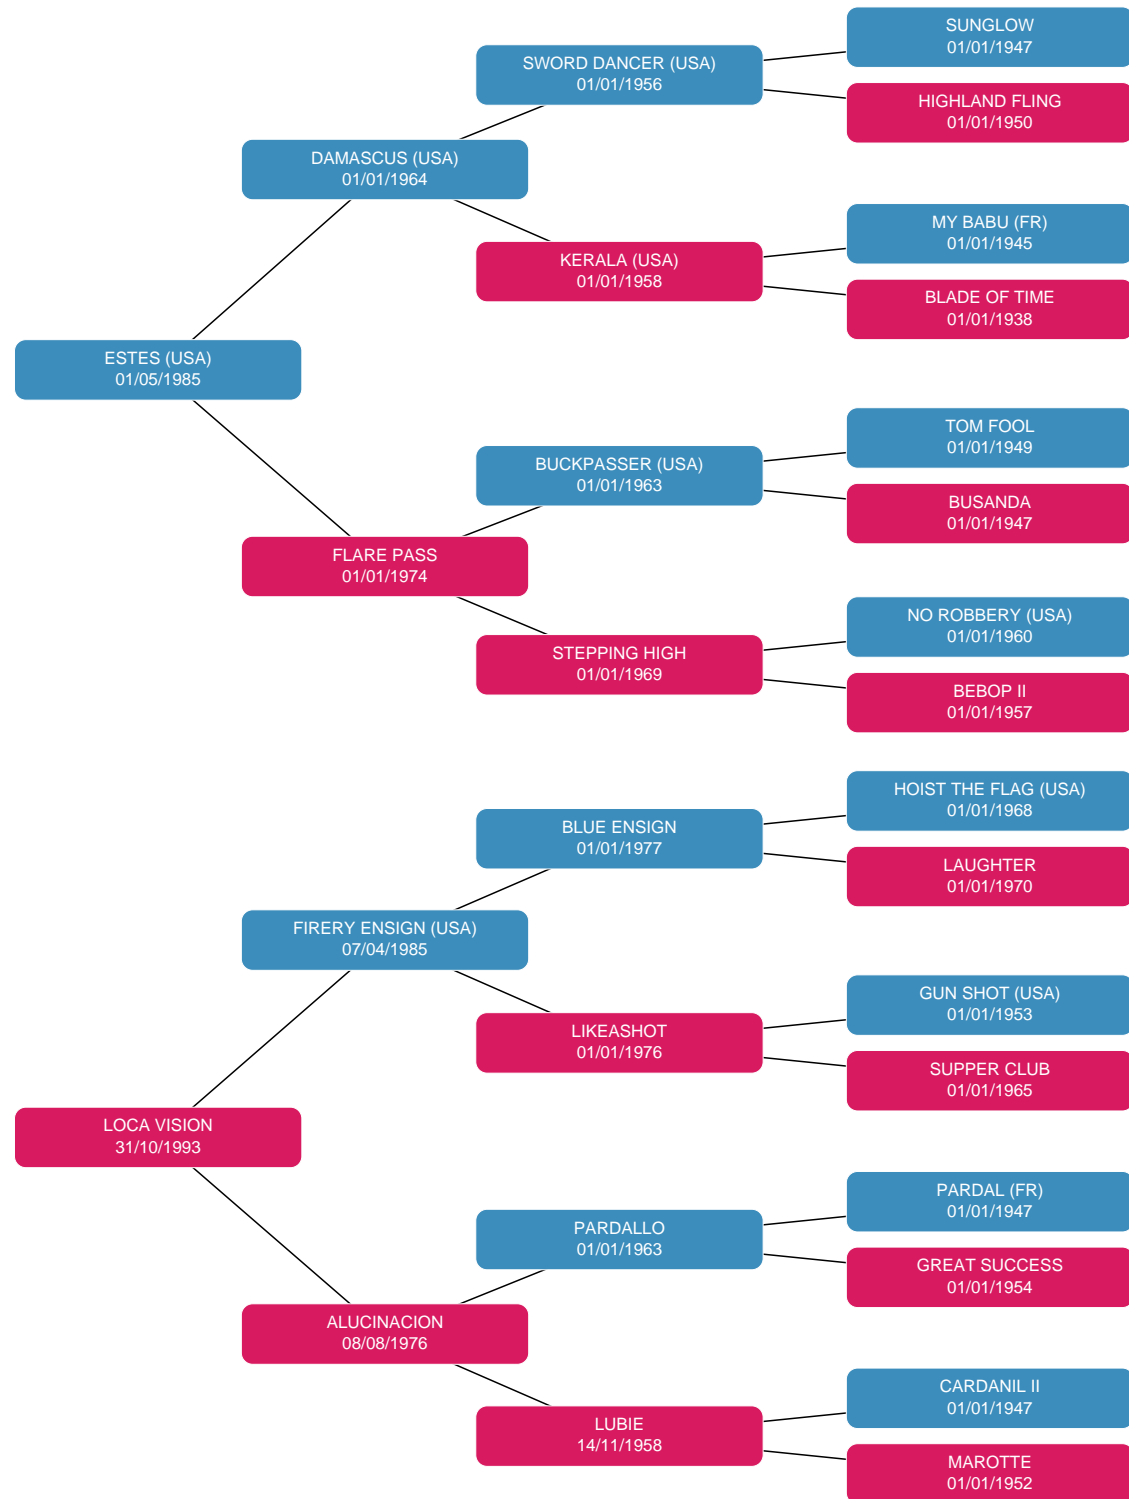 SUNGLOW
01/01/1947
SWORD DANCER (USA)
01/01/1956
HIGHLAND FLING
01/01/1950
DAMASCUS (USA)
01/01/1964
MY BABU (FR)
01/01/1945
KERALA (USA)
01/01/1958
BLADE OF TIME
01/01/1938
ESTES (USA)
01/05/1985
TOM FOOL
01/01/1949
BUCKPASSER (USA)
01/01/1963
BUSANDA
01/01/1947
FLARE PASS
01/01/1974
NO ROBBERY (USA)
01/01/1960
STEPPING HIGH
01/01/1969
BEBOP II
01/01/1957
HOIST THE FLAG (USA)
01/01/1968
BLUE ENSIGN
01/01/1977
LAUGHTER
01/01/1970
FIRERY ENSIGN (USA)
07/04/1985
GUN SHOT (USA)
01/01/1953
LIKEASHOT
01/01/1976
SUPPER CLUB
01/01/1965
LOCA VISION
31/10/1993
PARDAL (FR)
01/01/1947
PARDALLO
01/01/1963
GREAT SUCCESS
01/01/1954
ALUCINACION
08/08/1976
CARDANIL II
01/01/1947
LUBIE
14/11/1958
MAROTTE
01/01/1952